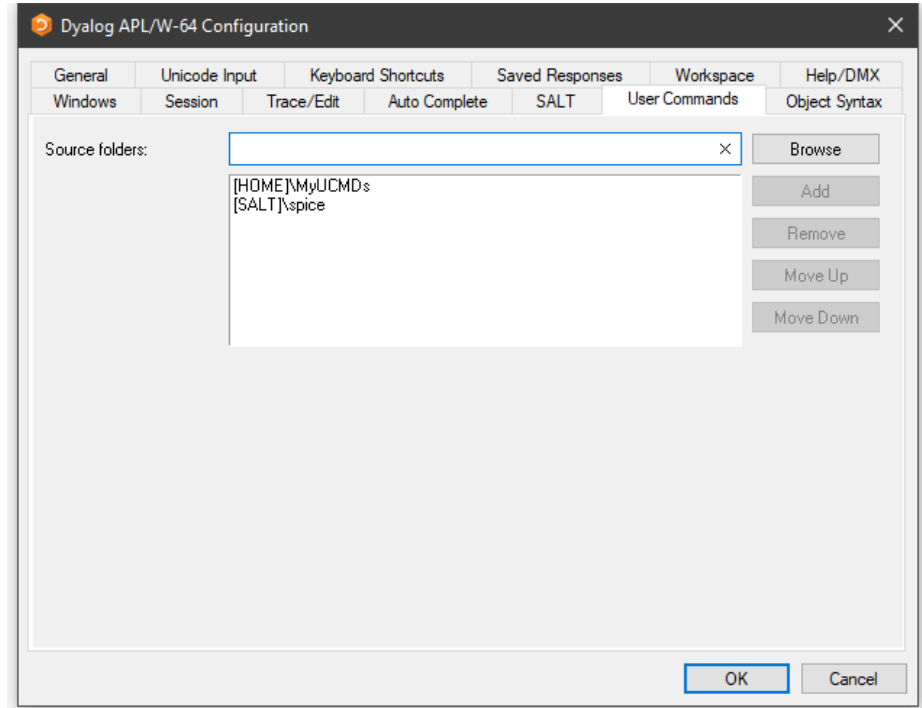 Dyalog APL/W-64 Configuration
General Unicode Input Keyboard Shortcuts Saved Responses Workspace Help/DMX
Windows Session Trace/Edit Auto Complete SALT User Commands Object Syntax
Source folders: Browse
[HOME]\MyUCMDs Add
[SALT]\spice
Remove
Move Up
Move Down
OK Cancel